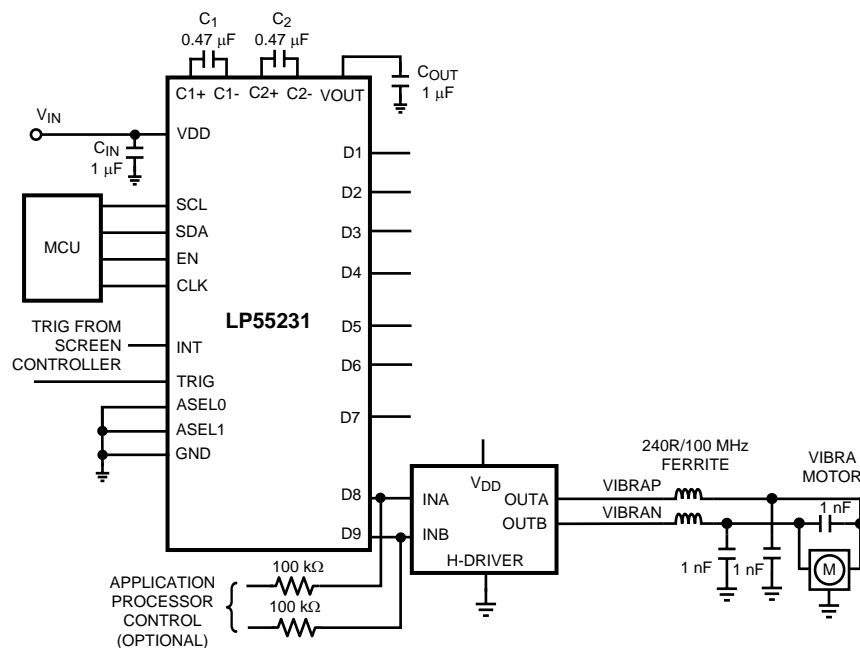 C1
0.47 µF
C2
0.47 µF
COUT
1 µF
C1+ C1- C2+ C2- VOUT
VIN
VDD
CIN
1 µF
D1
D2
D3
D4
D5
D6
D7
D8
D9
MCU
SCL
SDA
EN
CLK
LP55231
TRIG FROM
SCREEN
CONTROLLER
INT
TRIG
ASEL0
ASEL1
GND
VDD
INA
INB
OUTA
OUTB
H-DRIVER
VIBRAP
VIBRAN
240R/100 MHz
FERRITE
VIBRA
MOTOR
1 nF
1 nF
1 nF
M
100 kΩ
100 kΩ
APPLICATION
PROCESSOR
CONTROL
(OPTIONAL)